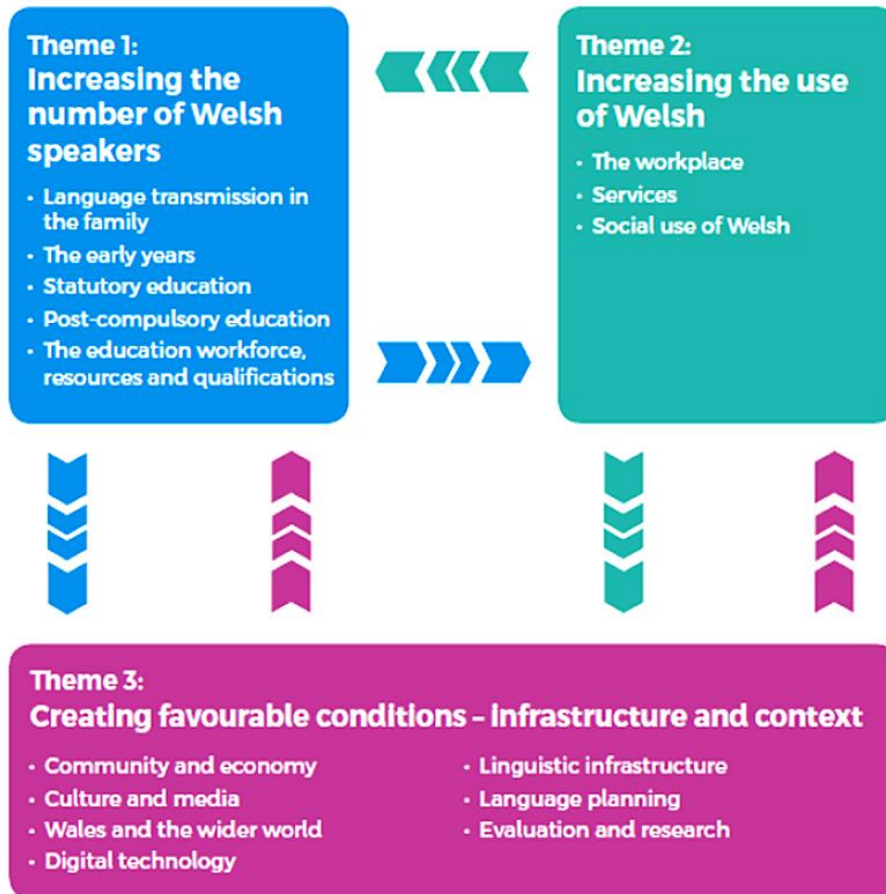 Theme 1:
Increasing the
number of Welsh
speakers
• Language transmission in
the family
• The early years
• Statutory education
• Post-compulsory education
• The education workforce,
resources and qualifications
Theme 2:
Increasing the use
of Welsh
• The workplace
• Services
• Social use of Welsh
Theme 3:
Creating favourable conditions – infrastructure and context
• Community and economy
• Culture and media
• Wales and the wider world
• Digital technology
• Linguistic infrastructure
• Language planning
• Evaluation and research